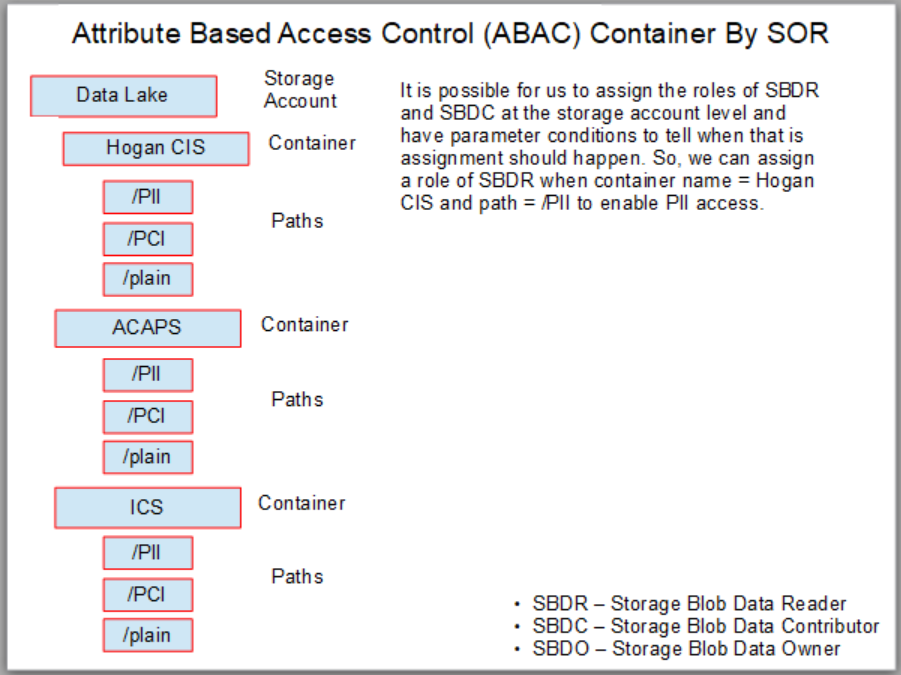 Attribute Based Access Control (ABAC) Container By SOR
Data Lake
Storage
Account
Hogan CIS
Container
/PII
/PCI
/plain
Paths
ACAPS
Container
/PII
/PCI
/plain
Paths
ICS
Container
/PII
/PCI
/plain
Paths
It is possible for us to assign the roles of SBDR
and SBDC at the storage account level and
have parameter conditions to tell when that is
assignment should happen. So, we can assign
a role of SBDR when container name = Hogan
CIS and path = /PII to enable PII access.
• SBDR – Storage Blob Data Reader
• SBDC – Storage Blob Data Contributor
• SBDO – Storage Blob Data Owner